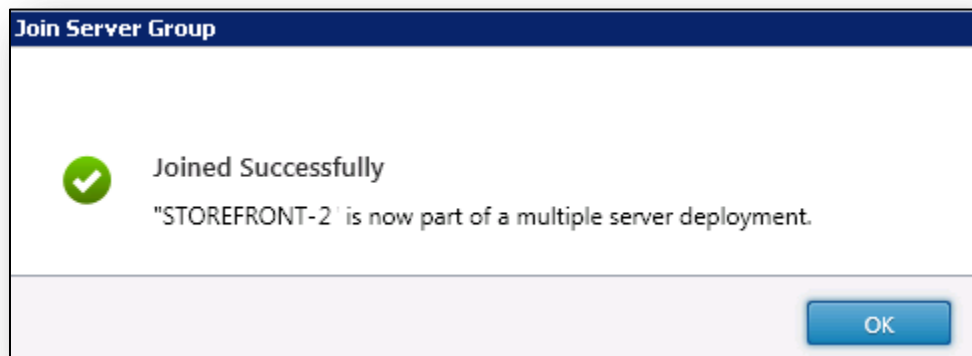 Join Server Group
Joined Successfully
"STOREFRONT-2' is now part of a multiple server deployment.
OK